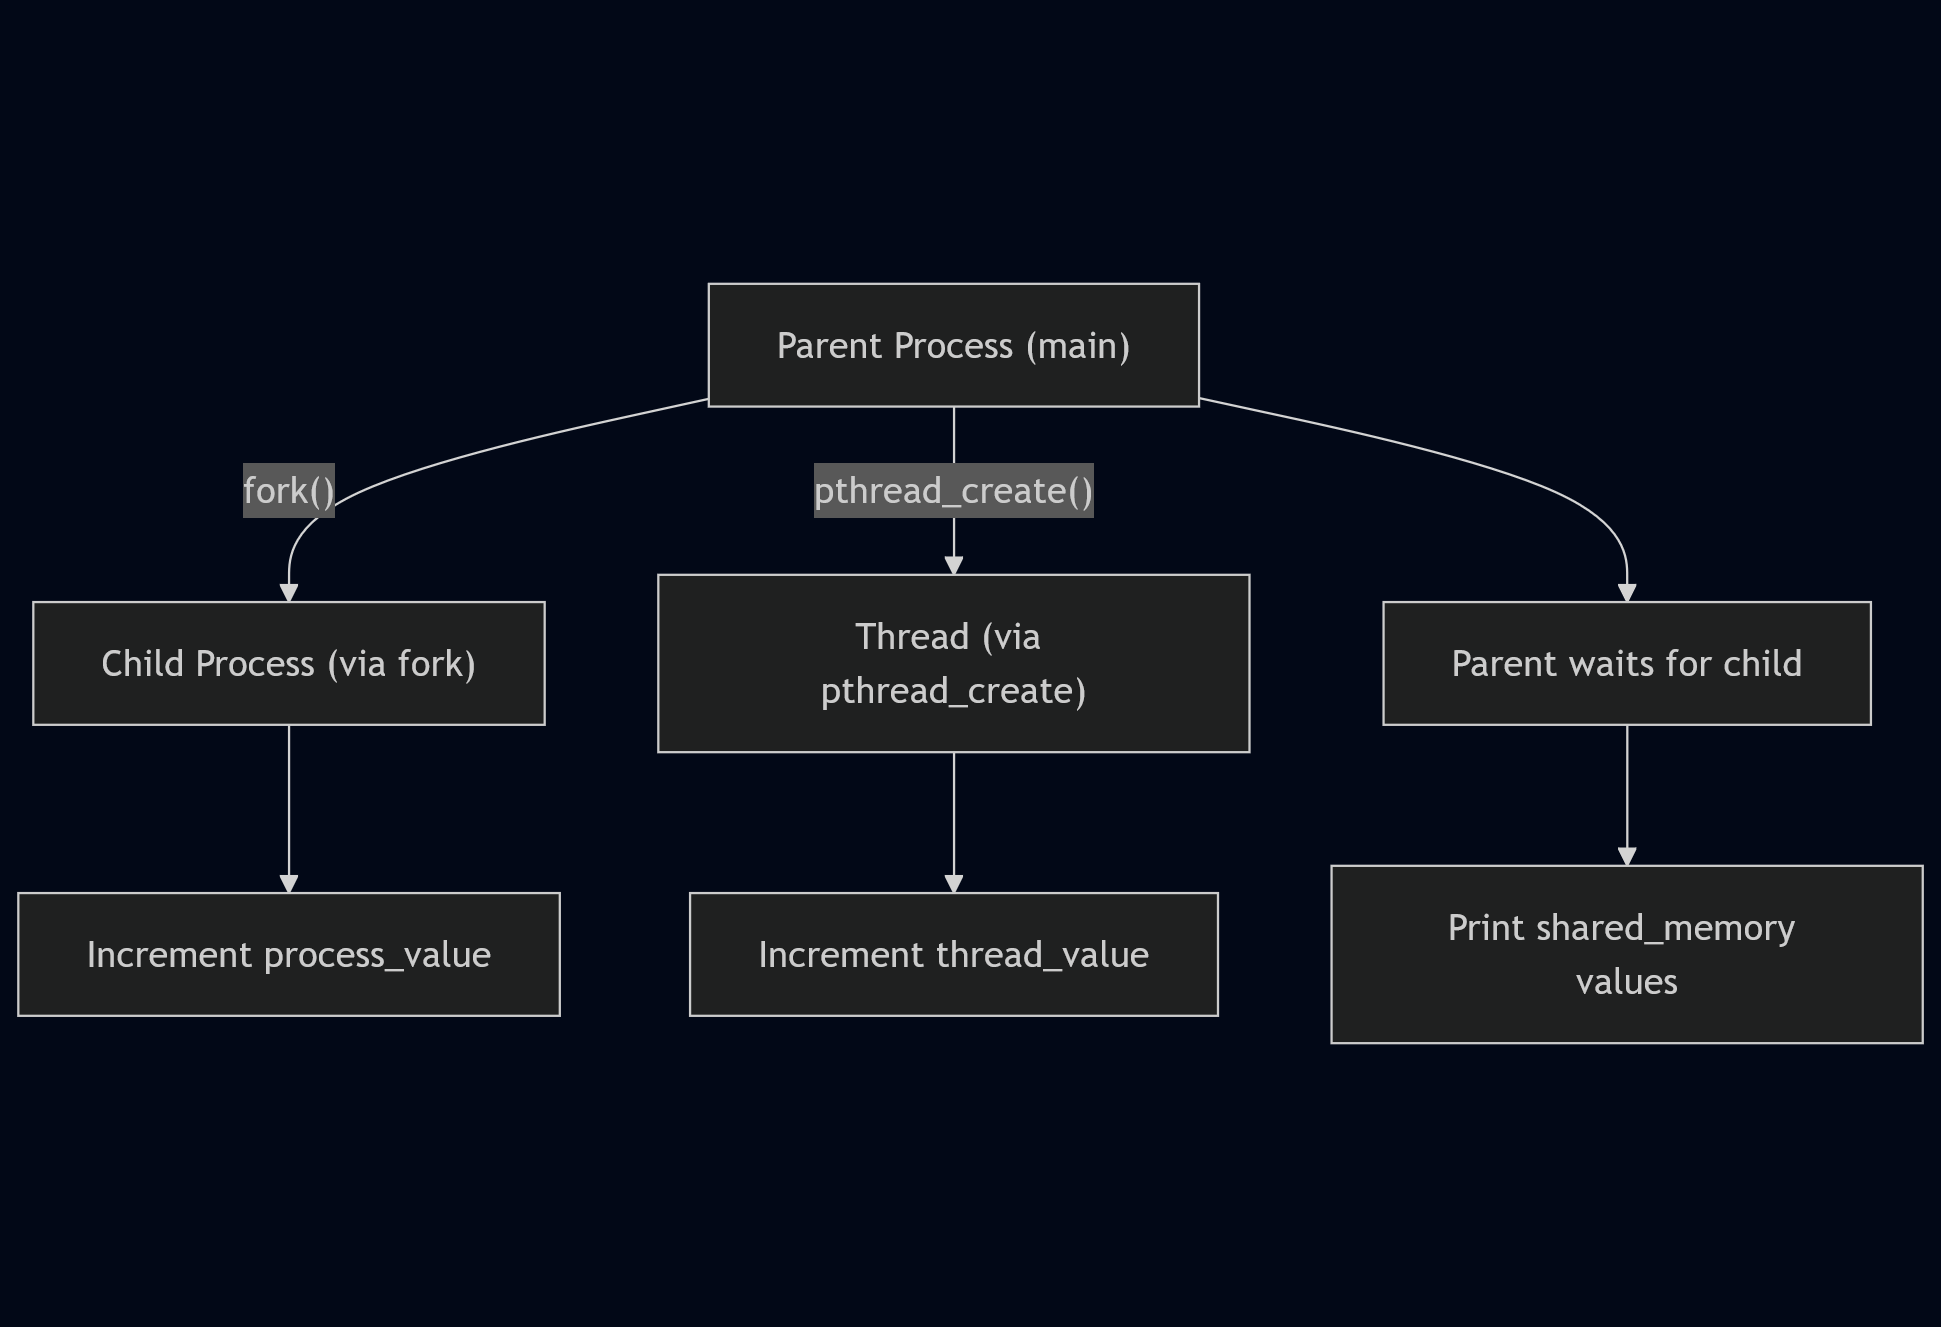 Parent Process (main)
fork()
pthread_create()
Child Process (via fork)
Thread (via
pthread_create)
Parent waits for child
Increment process_value
Increment thread_value
Print shared_memory
values